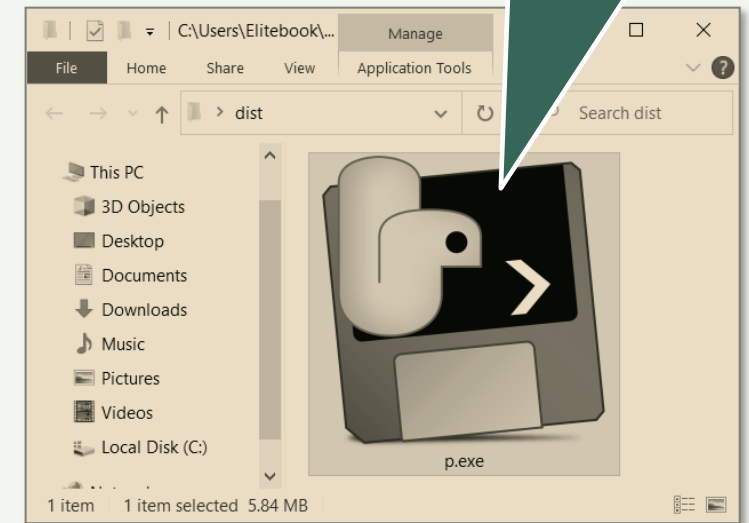 C:\Users\Elitebook\...
Manage
File Home Share View Application Tools
dist
Search dist
This PC
3D Objects
Desktop
Documents
Downloads
Music
Pictures
Videos
Local Disk (C:)
p.exe
1 item 1 item selected 5.84 MB